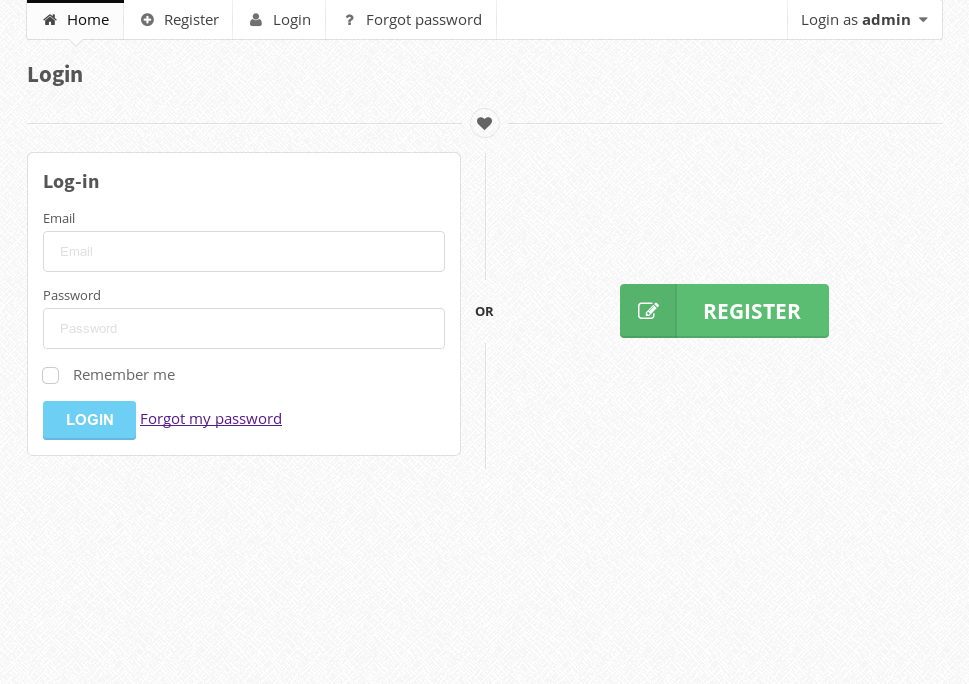 Home Register Login ? Forgot password Login as admin
Login
Log-in
Email
Email
Password
Password
OR
REGISTER
Remember me
LOGIN Forgot my password